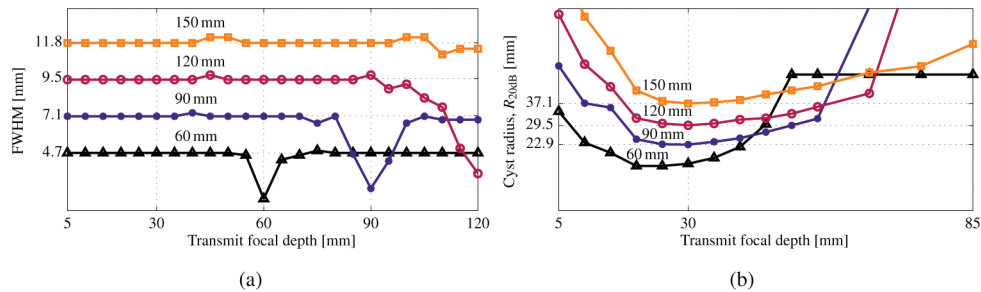 150 mm
11.8
120 mm
9.5
90 mm
7.1
60 mm
4.7
FWHM [mm]
5 30 60 90 120
Transmit focal depth [mm]
(a)
150 mm
37.1
120 mm
29.5
90 mm
22.9
60 mm
Cyst radius, R20dB [mm]
5 30 85
Transmit focal depth [mm]
(b)